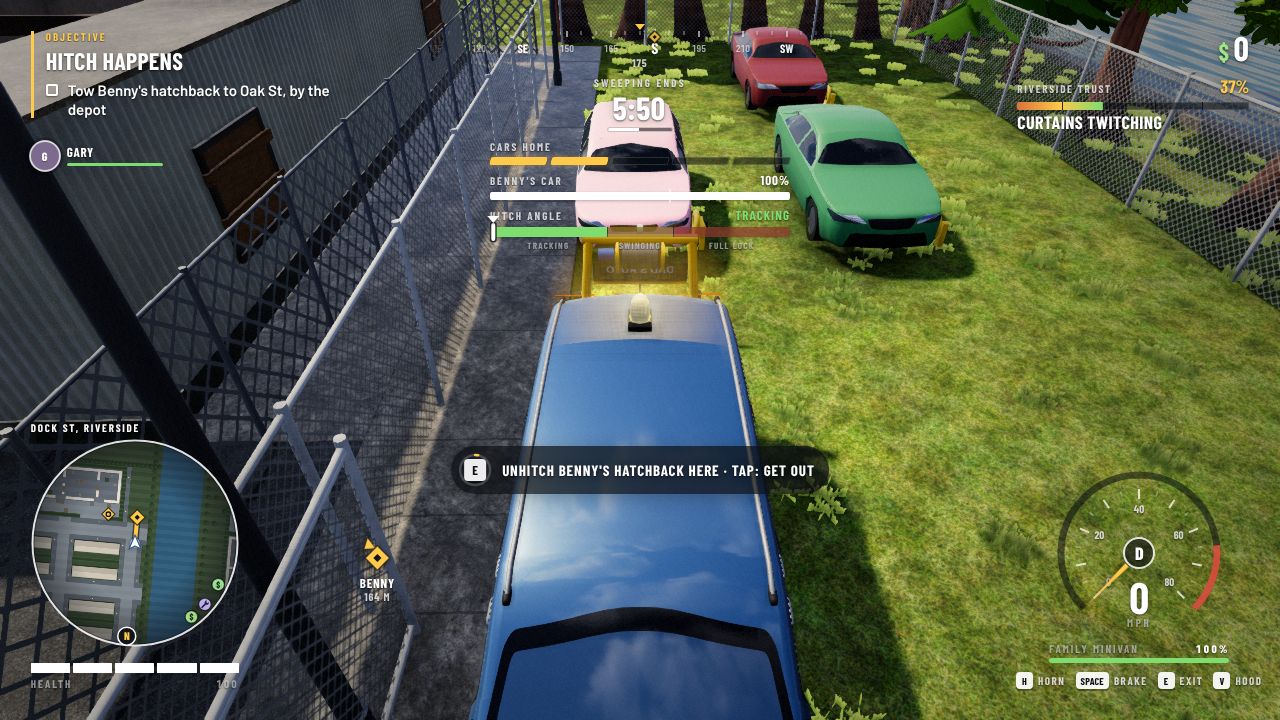 OBJECTIVE
HITCH HAPPENS
Tow Benny's hatchback to Oak St, by the
depot
G GARY
120 SE 150 165 S 195 210 SW
175
SWEEPING ENDS
5:50
CARS HOME
BENNY'S CAR 100%
HITCH ANGLE TRACKING
TRACKING SWINGING FULL LOCK
$ 0
RIVERSIDE TRUST 37%
CURTAINS TWITCHING
E UNHITCH BENNY'S HATCHBACK HERE · TAP: GET OUT
BENNY
164 M
DOCK ST, RIVERSIDE
$
$
N
HEALTH 100
0 20 40 60 80
D
0
MPH
FAMILY MINIVAN 100%
H HORN SPACE BRAKE E EXIT V HOOD